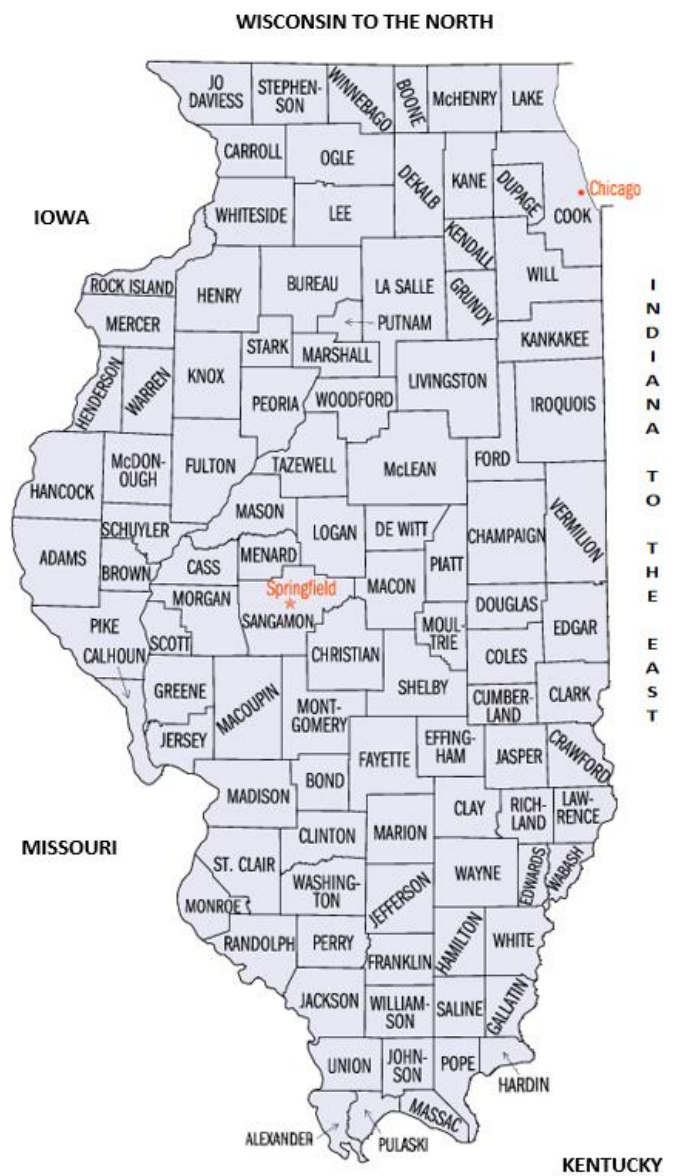 WISCONSIN TO THE NORTH
JO
DAVIESS
STEPHEN-
SON
WINNEBAGO
BOONE
McHENRY
LAKE
CARROLL
OGLE
DEKALB
KANE
DUPAGE
Chicago
COOK
IOWA
WHITESIDE
LEE
KENDALL
WILL
ROCK ISLAND
HENRY
BUREAU
LA SALLE
GRUNDY
MERCER
PUTNAM
STARK
MARSHALL
KANKAKEE
HENDERSON
WARREN
KNOX
PEORIA
WOODFORD
LIVINGSTON
IROQUOIS
INDIANA TO THE EAST
HANCOCK
McDON-
OUGH
FULTON
TAZEWELL
McLEAN
FORD
SCHUYLER
MASON
LOGAN
DE WITT
CHAMPAIGN
VERMILION
ADAMS
BROWN
CASS
MENARD
MACON
PIATT
Springfield
MORGAN
SANGAMON
DOUGLAS
PIKE
SCOTT
CHRISTIAN
MOUL-
TRIE
COLES
EDGAR
CALHOUN
GREENE
MACOUPIN
MONT-
GOMERY
SHELBY
CUMBER-
LAND
CLARK
JERSEY
FAYETTE
EFFING-
HAM
JASPER
CRAWFORD
BOND
MADISON
CLAY
RICH-
LAND
LAW-
RENCE
MISSOURI
CLINTON
MARION
ST. CLAIR
WASHING-
TON
JEFFERSON
WAYNE
EDWARDS
WABASH
MONROE
RANDOLPH
PERRY
FRANKLIN
HAMILTON
WHITE
JACKSON
WILLIAM-
SON
SALINE
GALLATIN
UNION
JOHN-
SON
POPE
HARDIN
ALEXANDER
PULASKI
MASSAC
KENTUCKY